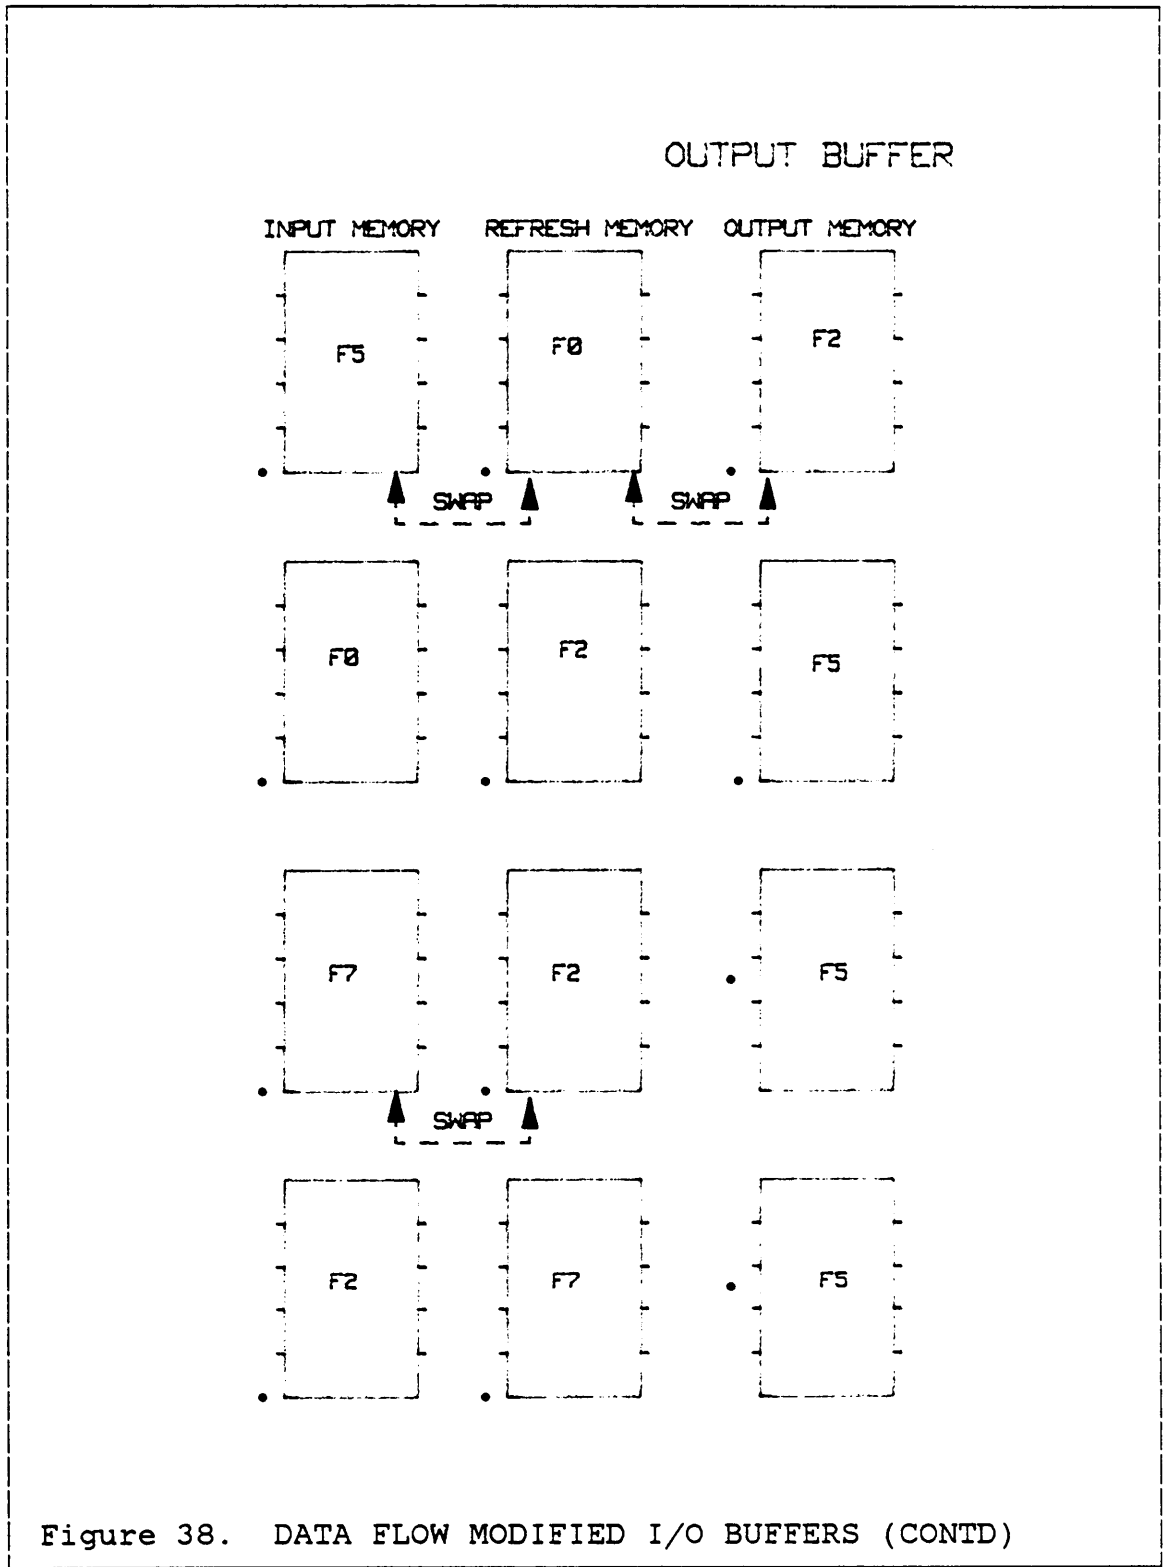 OUTPUT BUFFER
INPUT MEMORY REFRESH MEMORY OUTPUT MEMORY
F5 F0 F2
SWAP SWAP
F0 F2 F5
F7 F2 F5
SWAP
F2 F7 F5
Figure 38. DATA FLOW MODIFIED I/O BUFFERS (CONTD)